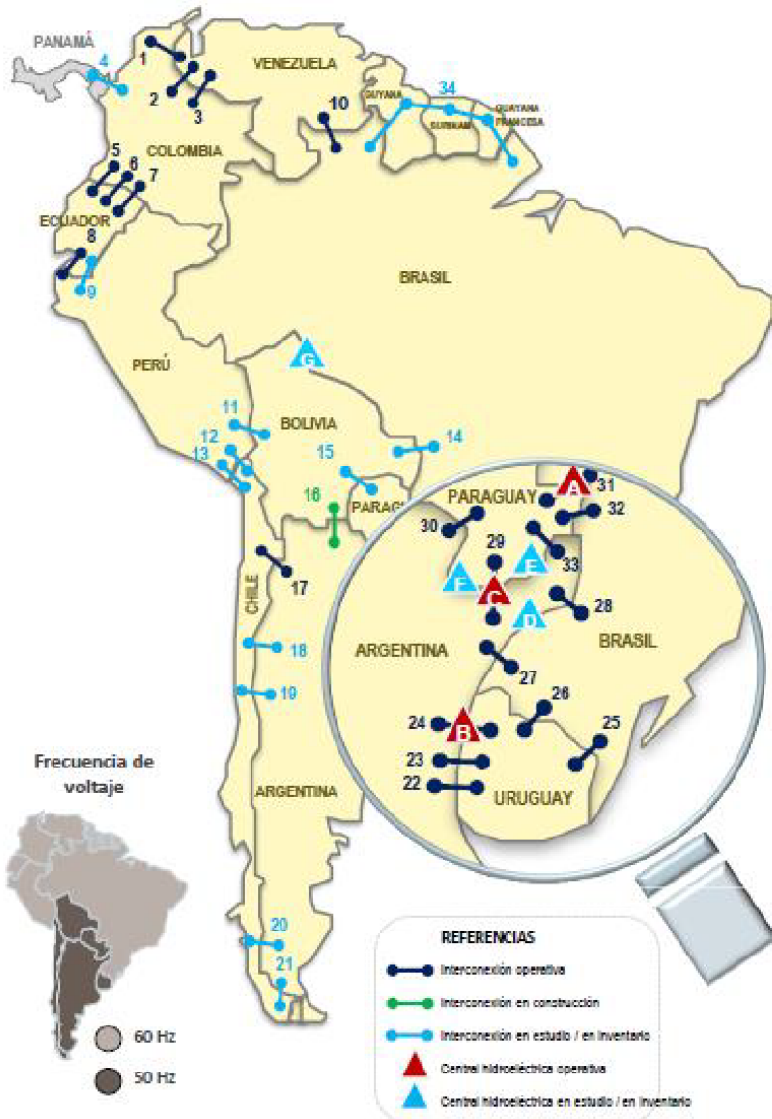 PANAMÁ
4
1
VENEZUELA
2
3
10
GUYANA
34
SURINAM
GUAYANA
FRANCESA
COLOMBIA
5
6
7
ECUADOR
8
9
BRASIL
PERÚ
G
11
BOLIVIA
12
13
15
14
16
PARAGU
17
CHILE
18
19
ARGENTINA
20
21
PARAGUAY
A
31
32
30
29
E
33
F
C
D
28
ARGENTINA
BRASIL
27
26
24
B
25
23
22
URUGUAY
Frecuencia de
voltaje
60 Hz
50 Hz
REFERENCIAS
Interconexión operativa
Interconexión en construcción
Interconexión en estudio / en inventario
Central hidroeléctrica operativa
Central hidroeléctrica en estudio / en inventario